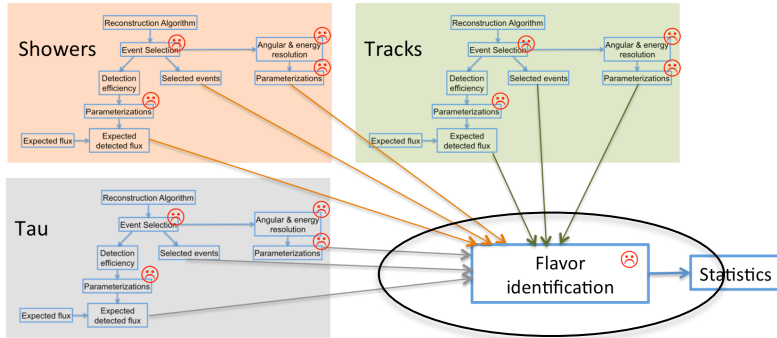 Showers
Reconstruction Algorithm
Event Selection
Angular & energy
resolution
Detection
efficiency
Selected events
Parameterizations
Parameterizations
Expected flux
Expected
detected flux
Tracks
Reconstruction Algorithm
Event Selection
Angular & energy
resolution
Detection
efficiency
Selected events
Parameterizations
Parameterizations
Expected flux
Expected
detected flux
Tau
Reconstruction Algorithm
Event Selection
Angular & energy
resolution
Detection
efficiency
Selected events
Parameterizations
Parameterizations
Expected flux
Expected
detected flux
Flavor
identification
Statistics